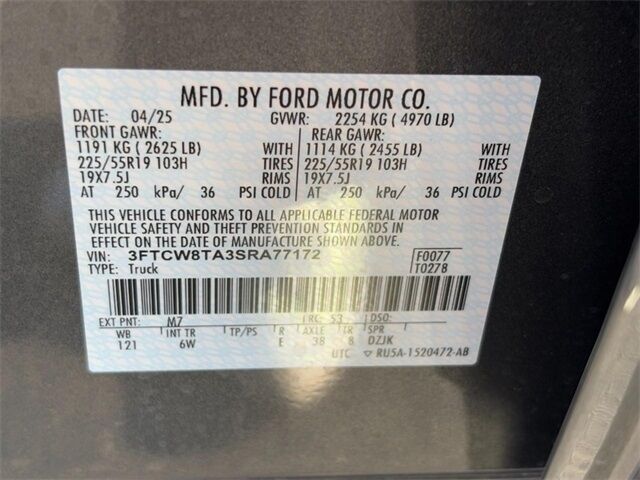 MFD. BY FORD MOTOR CO.
DATE: 04/25 GVWR: 2254 KG ( 4970 LB)
FRONT GAWR: REAR GAWR:
1191 KG ( 2625 LB) WITH 1114 KG ( 2455 LB) WITH
225/55R19 103H TIRES 225/55R19 103H TIRES
19X7.5J RIMS 19X7.5J RIMS
AT 250 kPa/ 36 PSI COLD AT 250 kPa/ 36 PSI COLD
THIS VEHICLE CONFORMS TO ALL APPLICABLE FEDERAL MOTOR
VEHICLE SAFETY AND THEFT PREVENTION STANDARDS IN
EFFECT ON THE DATE OF MANUFACTURE SHOWN ABOVE.
VIN: 3FTCW8TA3SRA77172 F0077
TYPE: Truck T0278
EXT PNT: M7 RC: 53 DSO:
WB INT TR TP/PS R AXLE TR SPR
121 6W E 38 8 DZJK
UTC RU5A-1520472-AB